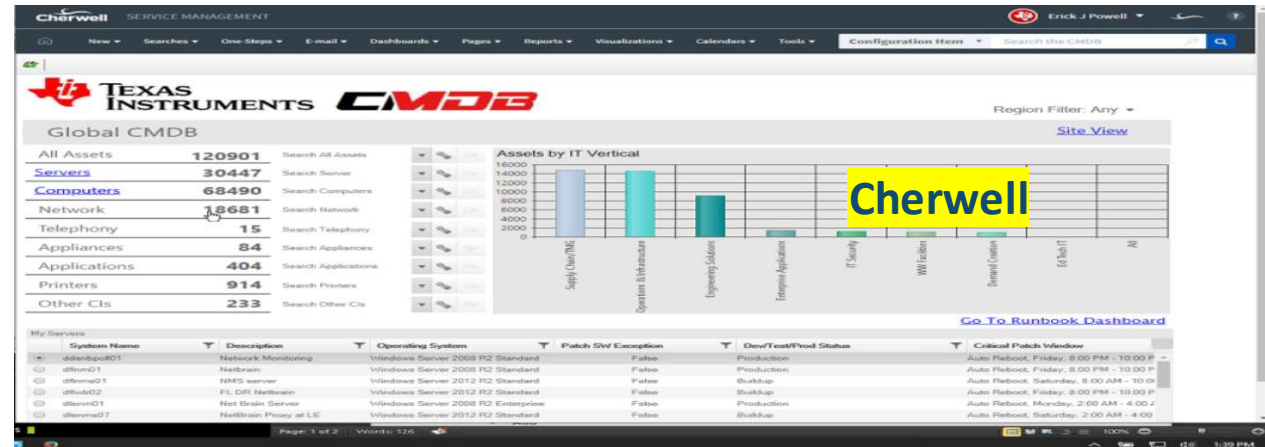 Cherwell SERVICE MANAGEMENT Erick J Powell
New Searches One-Steps E-mail Dashboards Pages Reports Visualizations Calendars Tools Configuration Item Search the CMDB
TEXAS INSTRUMENTS CMDB
Region Filter: Any
Global CMDB Site View
All Assets 120901 Search All Assets
Servers 30447 Search Server
Computers 68490 Search Computers
Network 18681 Search Network
Telephony 15 Search Telephony
Appliances 84 Search Appliances
Applications 404 Search Applications
Printers 914 Search Printers
Other CIs 233 Search Other CIs
Assets by IT Vertical
16000
14000
12000
10000
8000
6000
4000
2000
0
Cherwell
Supply Chain/TMG
Operations & Infrastructure
Engineering Solutions
Enterprise Applications
IT Security
WW Facilities
Demand Creation
Ed Tech IT
All
Go To Runbook Dashboard
My Servers
System Name Description Operating System Patch SW Exception Dev/Test/Prod Status Critical Patch Window
ddanbpoll01 Network Monitoring Windows Server 2008 R2 Standard False Production Auto Reboot, Friday, 8:00 PM - 10:00 P
dflnm01 Netbrain Windows Server 2008 R2 Standard False Production Auto Reboot, Friday, 8:00 PM - 10:00 P
dflnms01 NMS server Windows Server 2012 R2 Standard False Buildup Auto Reboot, Saturday, 8:00 AM - 10:0
FL DR Netbrain Windows Server 2012 R2 Standard False Buildup Auto Reboot, Friday, 8:00 PM - 10:00 P
dlenm01 Net Brain Server Windows Server 2008 R2 Enterprise False Production Auto Reboot, Monday, 2:00 AM - 4:00
dlenms07 NetBrain Proxy at LE Windows Server 2012 R2 Standard False Buildup Auto Reboot, Saturday, 2:00 AM - 4:00
Page: 1 of 2 Words: 126 100%
1:39 PM